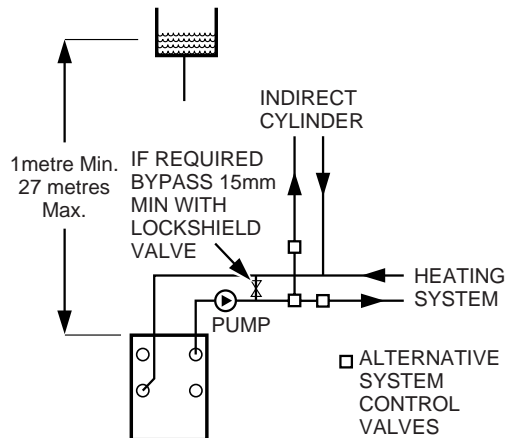 INDIRECT
CYLINDER
1metre Min.
27 metres
Max.
IF REQUIRED
BYPASS 15mm
MIN WITH
LOCKSHIELD
VALVE
HEATING
SYSTEM
PUMP
ALTERNATIVE
SYSTEM
CONTROL
VALVES